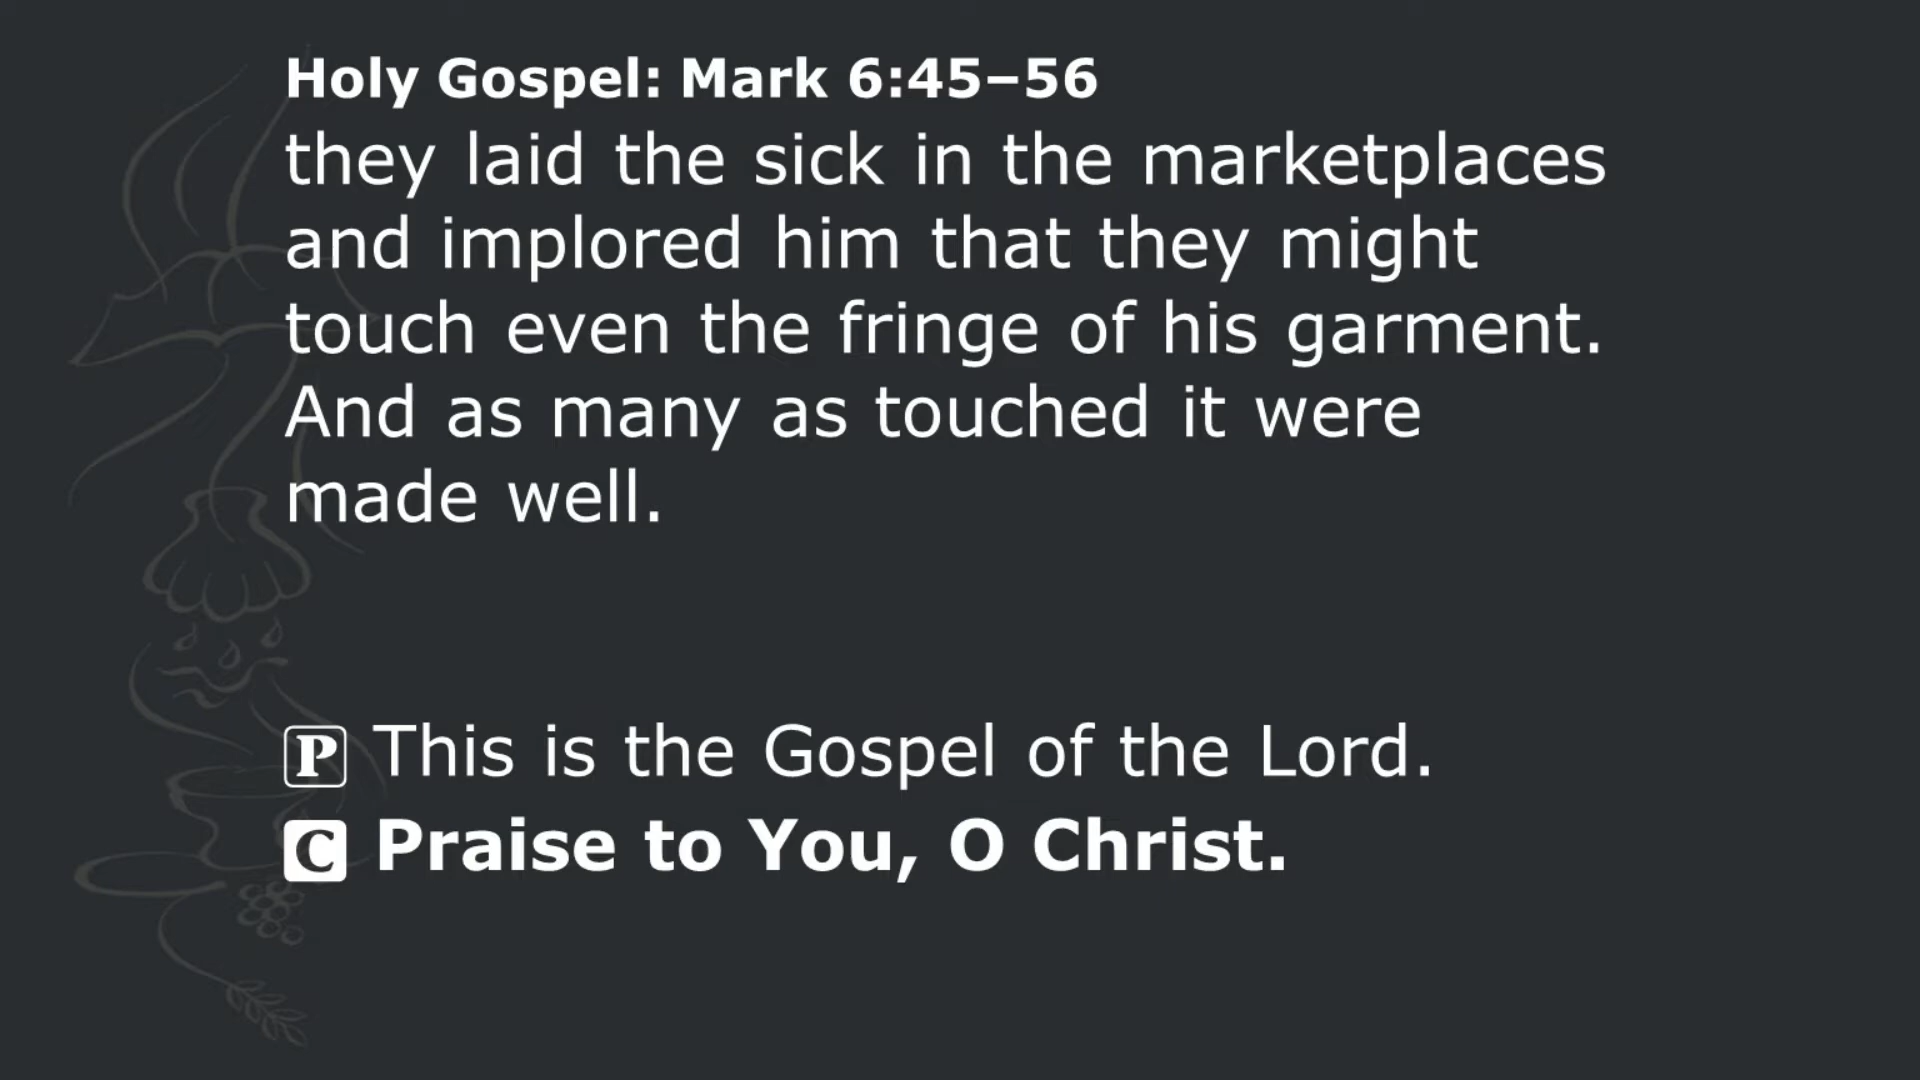 Holy Gospel: Mark 6:45–56
they laid the sick in the marketplaces
and implored him that they might
touch even the fringe of his garment.
And as many as touched it were
made well.
P This is the Gospel of the Lord.
C Praise to You, O Christ.